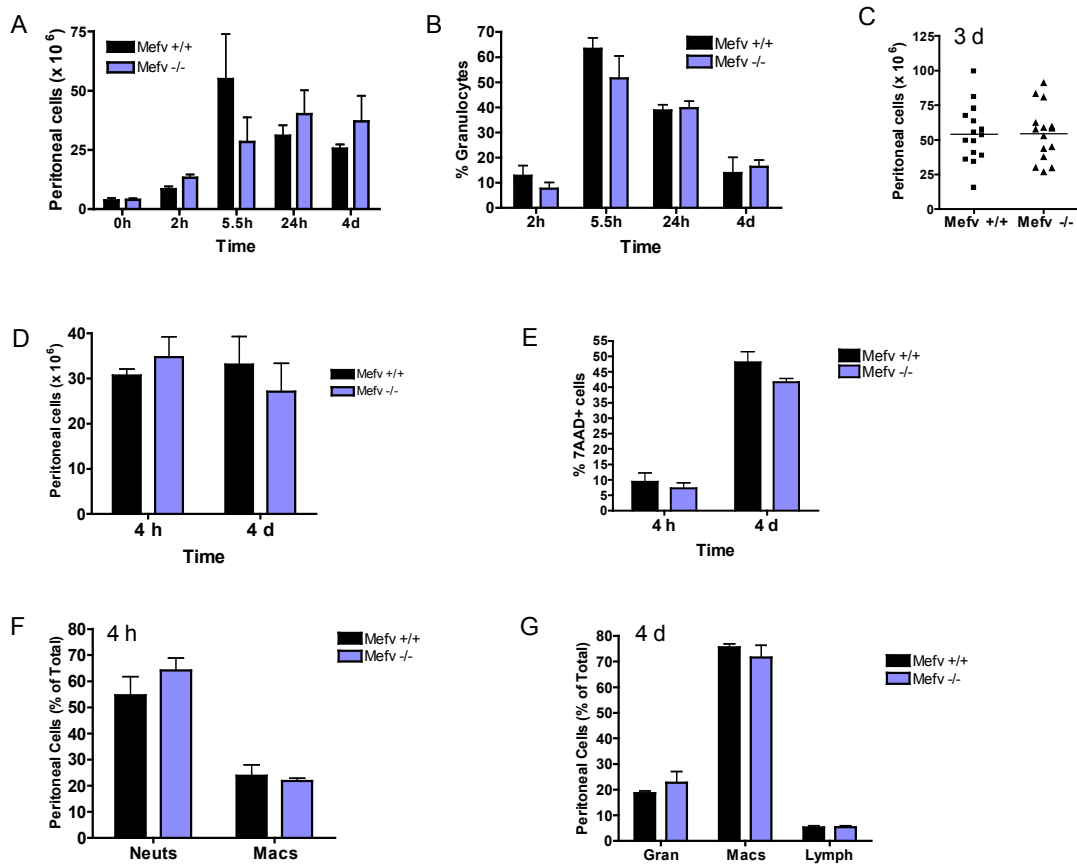 A
Peritoneal cells (x 10 6)
75
50
25
0
Mefv +/+
Mefv -/-
0h 2h 5.5h 24h 4d
Time
B
% Granulocytes
70
60
50
40
30
20
10
0
Mefv +/+
Mefv -/-
2h 5.5h 24h 4d
Time
C
3 d
Peritoneal cells (x 10⁶)
125
100
75
50
25
0
Mefv +/+ Mefv -/-
D
Peritoneal cells (x 10⁶)
40
30
20
10
0
Mefv +/+
Mefv -/-
4 h 4 d
Time
E
% 7AAD+ cells
55
50
45
40
35
30
25
20
15
10
5
0
Mefv +/+
Mefv -/-
4 h 4 d
Time
F
4 h
Peritoneal Cells (% of Total)
80
70
60
50
40
30
20
10
0
Mefv +/+
Mefv -/-
Neuts Macs
G
4 d
Peritoneal Cells (% of Total)
80
70
60
50
40
30
20
10
0
Mefv +/+
Mefv -/-
Gran Macs Lymph